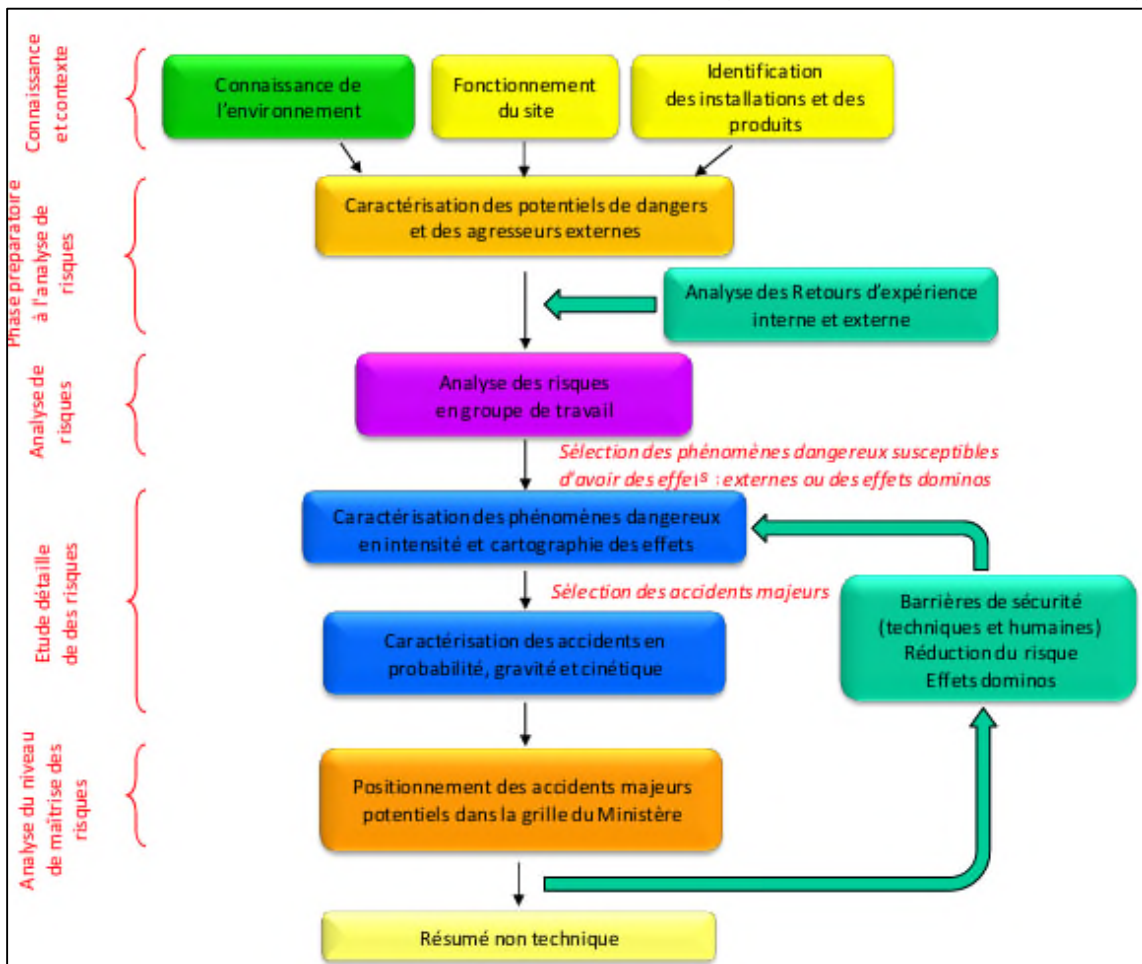 Connaissance
et contexte
Connaissance de
l'environnement
Fonctionnement
du site
Identification
des installations et des
produits
Phase preparatoire
à l'analyse de
risques
Caractérisation des potentiels de dangers
et des agresseurs externes
Analyse des Retours d'expérience
interne et externe
Analyse de
risques
Analyse des risques
en groupe de travail
Sélection des phénomènes dangereux susceptibles
d'avoir des effets : externes ou des effets dominos
Etude détaille
de des risques
Caractérisation des phénomènes dangereux
en intensité et cartographie des effets
Sélection des accidents majeurs
Caractérisation des accidents en
probabilité, gravité et cinétique
Barrières de sécurité
(techniques et humaines)
Réduction du risque
Effets dominos
Analyse du niveau
de maîtrise des
risques
Positionnement des accidents majeurs
potentiels dans la grille du Ministère
Résumé non technique